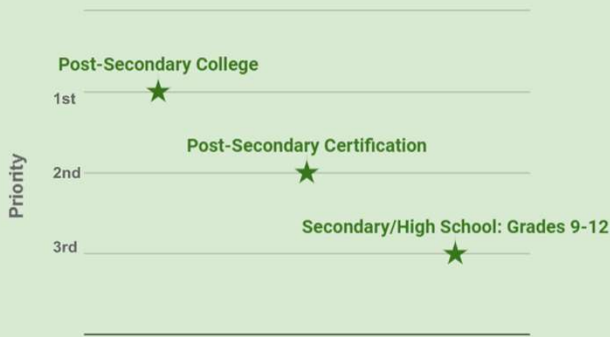 Post-Secondary College
1st
Post-Secondary Certification
2nd
Priority
Secondary/High School: Grades 9-12
3rd